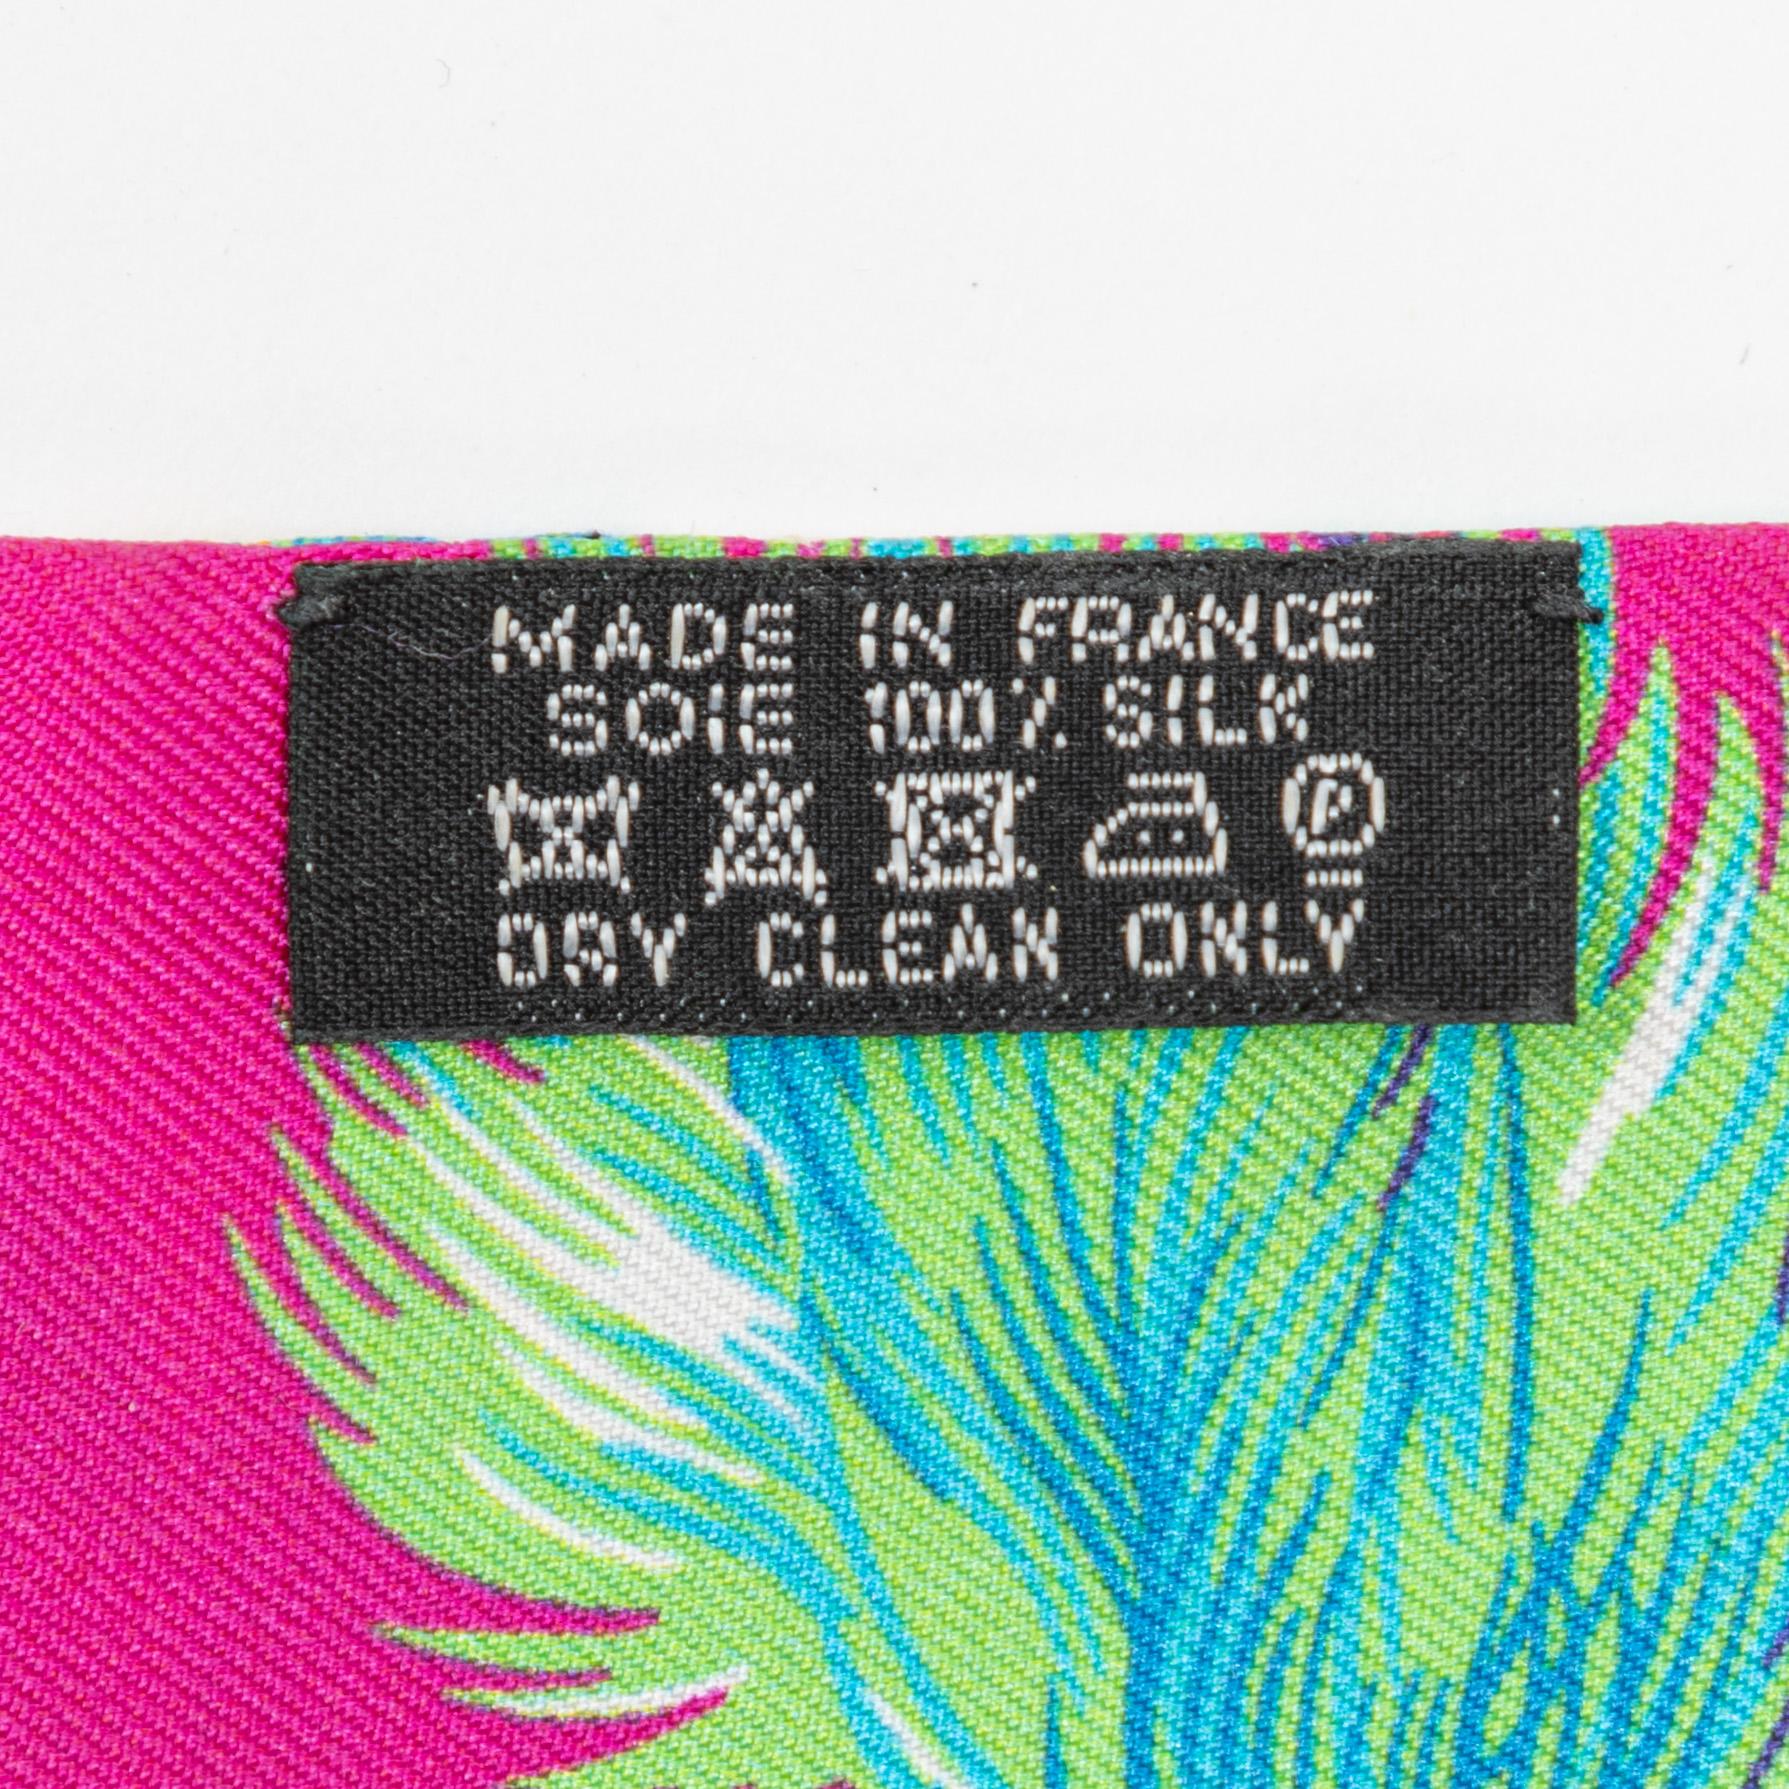 MADE IN FRANCE
SOIE 100% SILK
P
DRY CLEAN ONLY